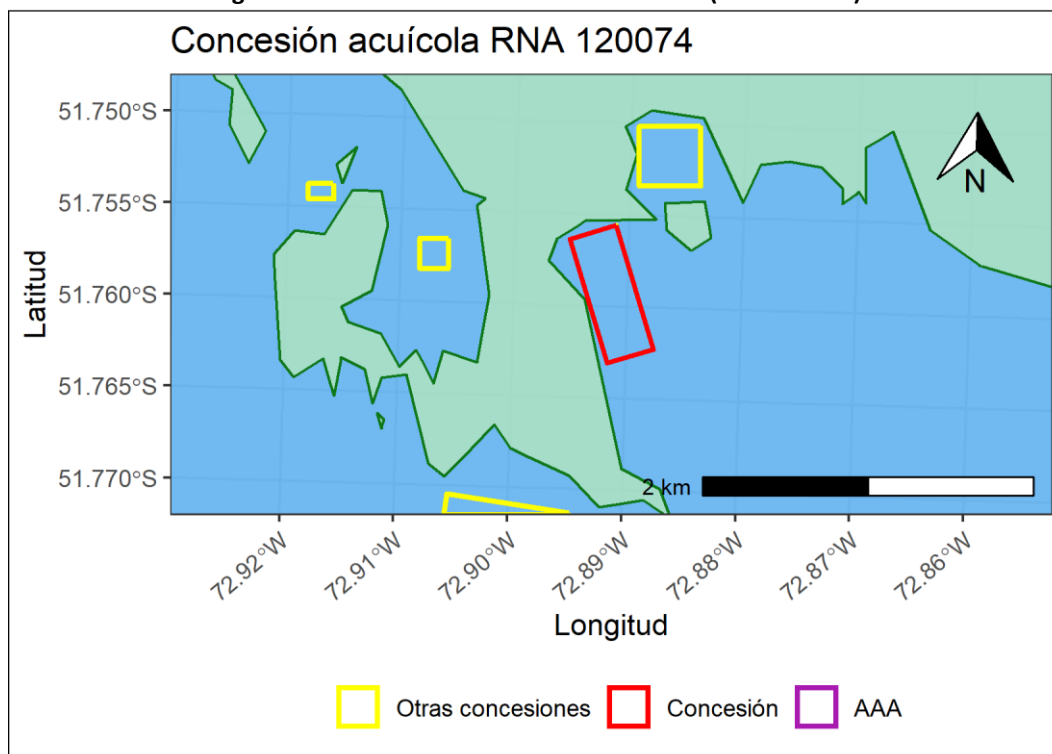 Concesión acuícola RNA 120074
51.750°S
51.755°S
51.760°S
51.765°S
51.770°S
Latitud
N
2 km
72.92°W
72.91°W
72.90°W
72.89°W
72.88°W
72.87°W
72.86°W
Longitud
Otras concesiones
Concesión
AAA